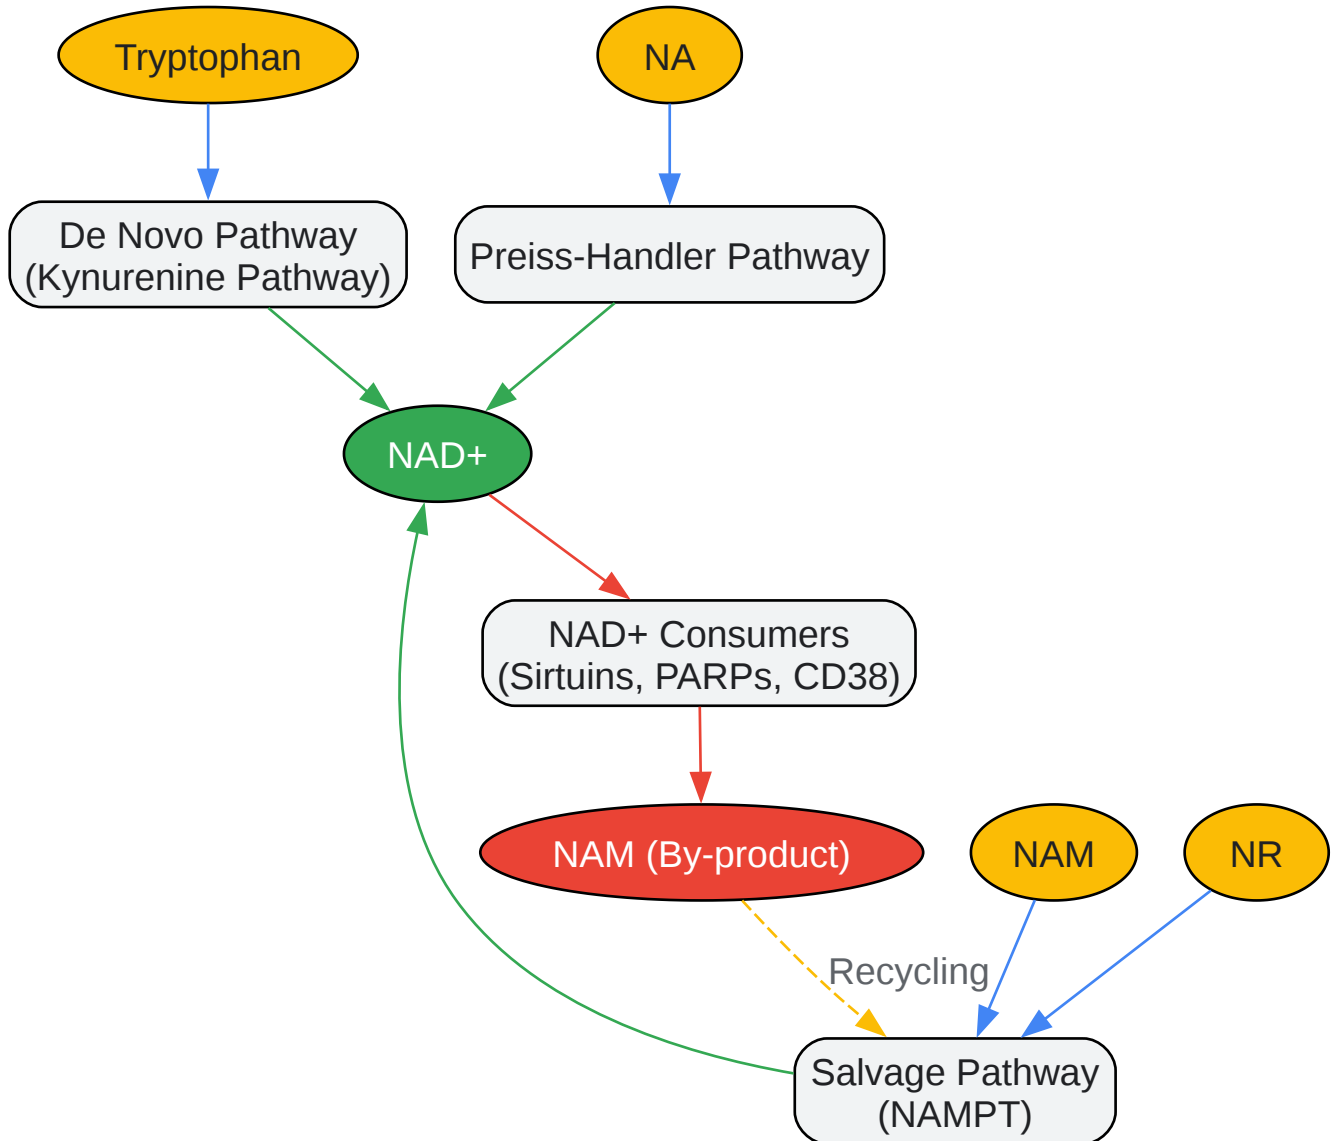 Tryptophan
NA
De Novo Pathway
(Kynurenine Pathway)
Preiss-Handler Pathway
NAD+
NAD+ Consumers
(Sirtuins, PARPs, CD38)
NAM (By-product)
NAM
NR
Recycling
Salvage Pathway
(NAMPT)